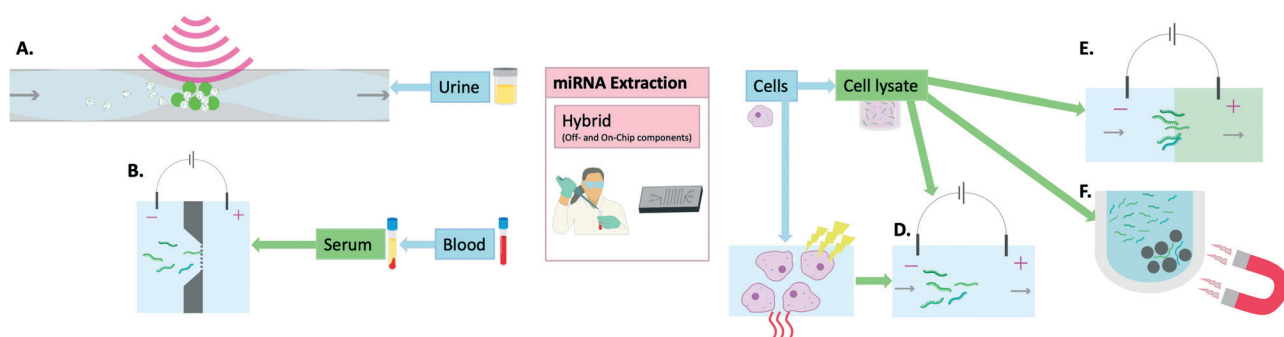 A.
Urine
B.
− +
Serum
Blood
miRNA Extraction
Hybrid
(Off- and On-Chip components)
Cells
Cell lysate
D.
− +
E.
− +
F.